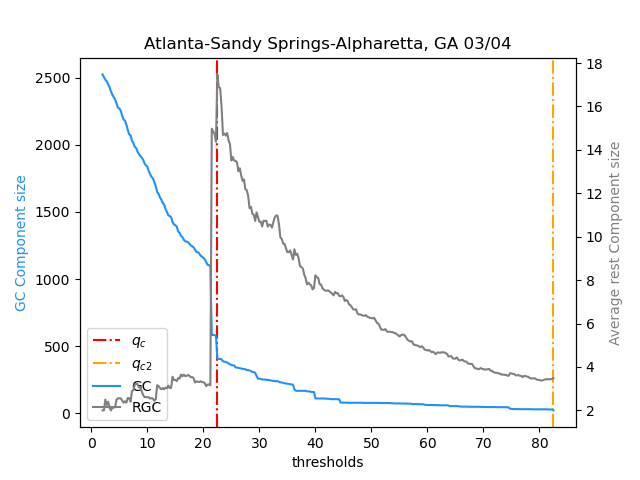 Atlanta-Sandy Springs-Alpharetta, GA 03/04
GC Component size
2500
2000
1500
1000
500
0
18
16
14
12
10
8
6
4
2
Average rest Component size
q_c
q_c2
GC
RGC
0 10 20 30 40 50 60 70 80
thresholds